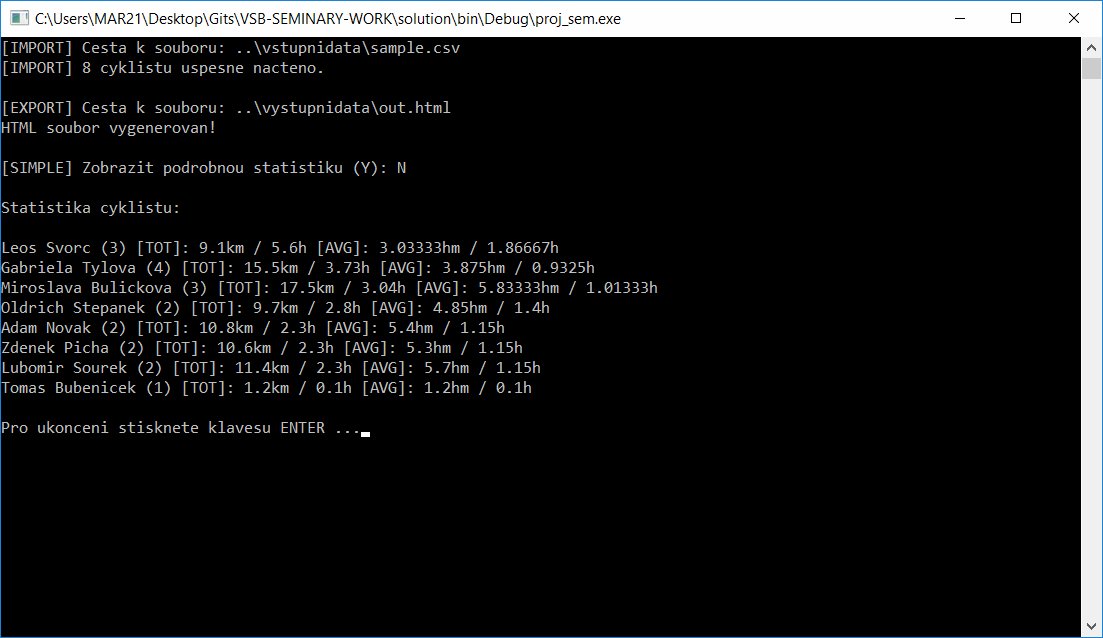 C:\Users\MAR21\Desktop\Gits\VSB-SEMINARY-WORK\solution\bin\Debug\proj_sem.exe
[IMPORT] Cesta k souboru: ..\vstupnidata\sample.csv
[IMPORT] 8 cyklistu uspesne nacteno.
[EXPORT] Cesta k souboru: ..\vystupnidata\out.html
HTML soubor vygenerovan!
[SIMPLE] Zobrazit podrobnou statistiku (Y): N
Statistika cyklistu:
Leos Svorc (3) [TOT]: 9.1km / 5.6h [AVG]: 3.03333hm / 1.86667h
Gabriela Tylova (4) [TOT]: 15.5km / 3.73h [AVG]: 3.875hm / 0.9325h
Miroslava Bulickova (3) [TOT]: 17.5km / 3.04h [AVG]: 5.83333hm / 1.01333h
Oldrich Stepanek (2) [TOT]: 9.7km / 2.8h [AVG]: 4.85hm / 1.4h
Adam Novak (2) [TOT]: 10.8km / 2.3h [AVG]: 5.4hm / 1.15h
Zdenek Picha (2) [TOT]: 10.6km / 2.3h [AVG]: 5.3hm / 1.15h
Lubomir Sourek (2) [TOT]: 11.4km / 2.3h [AVG]: 5.7hm / 1.15h
Tomas Bubenicek (1) [TOT]: 1.2km / 0.1h [AVG]: 1.2hm / 0.1h
Pro ukonceni stisknete klavesu ENTER ...